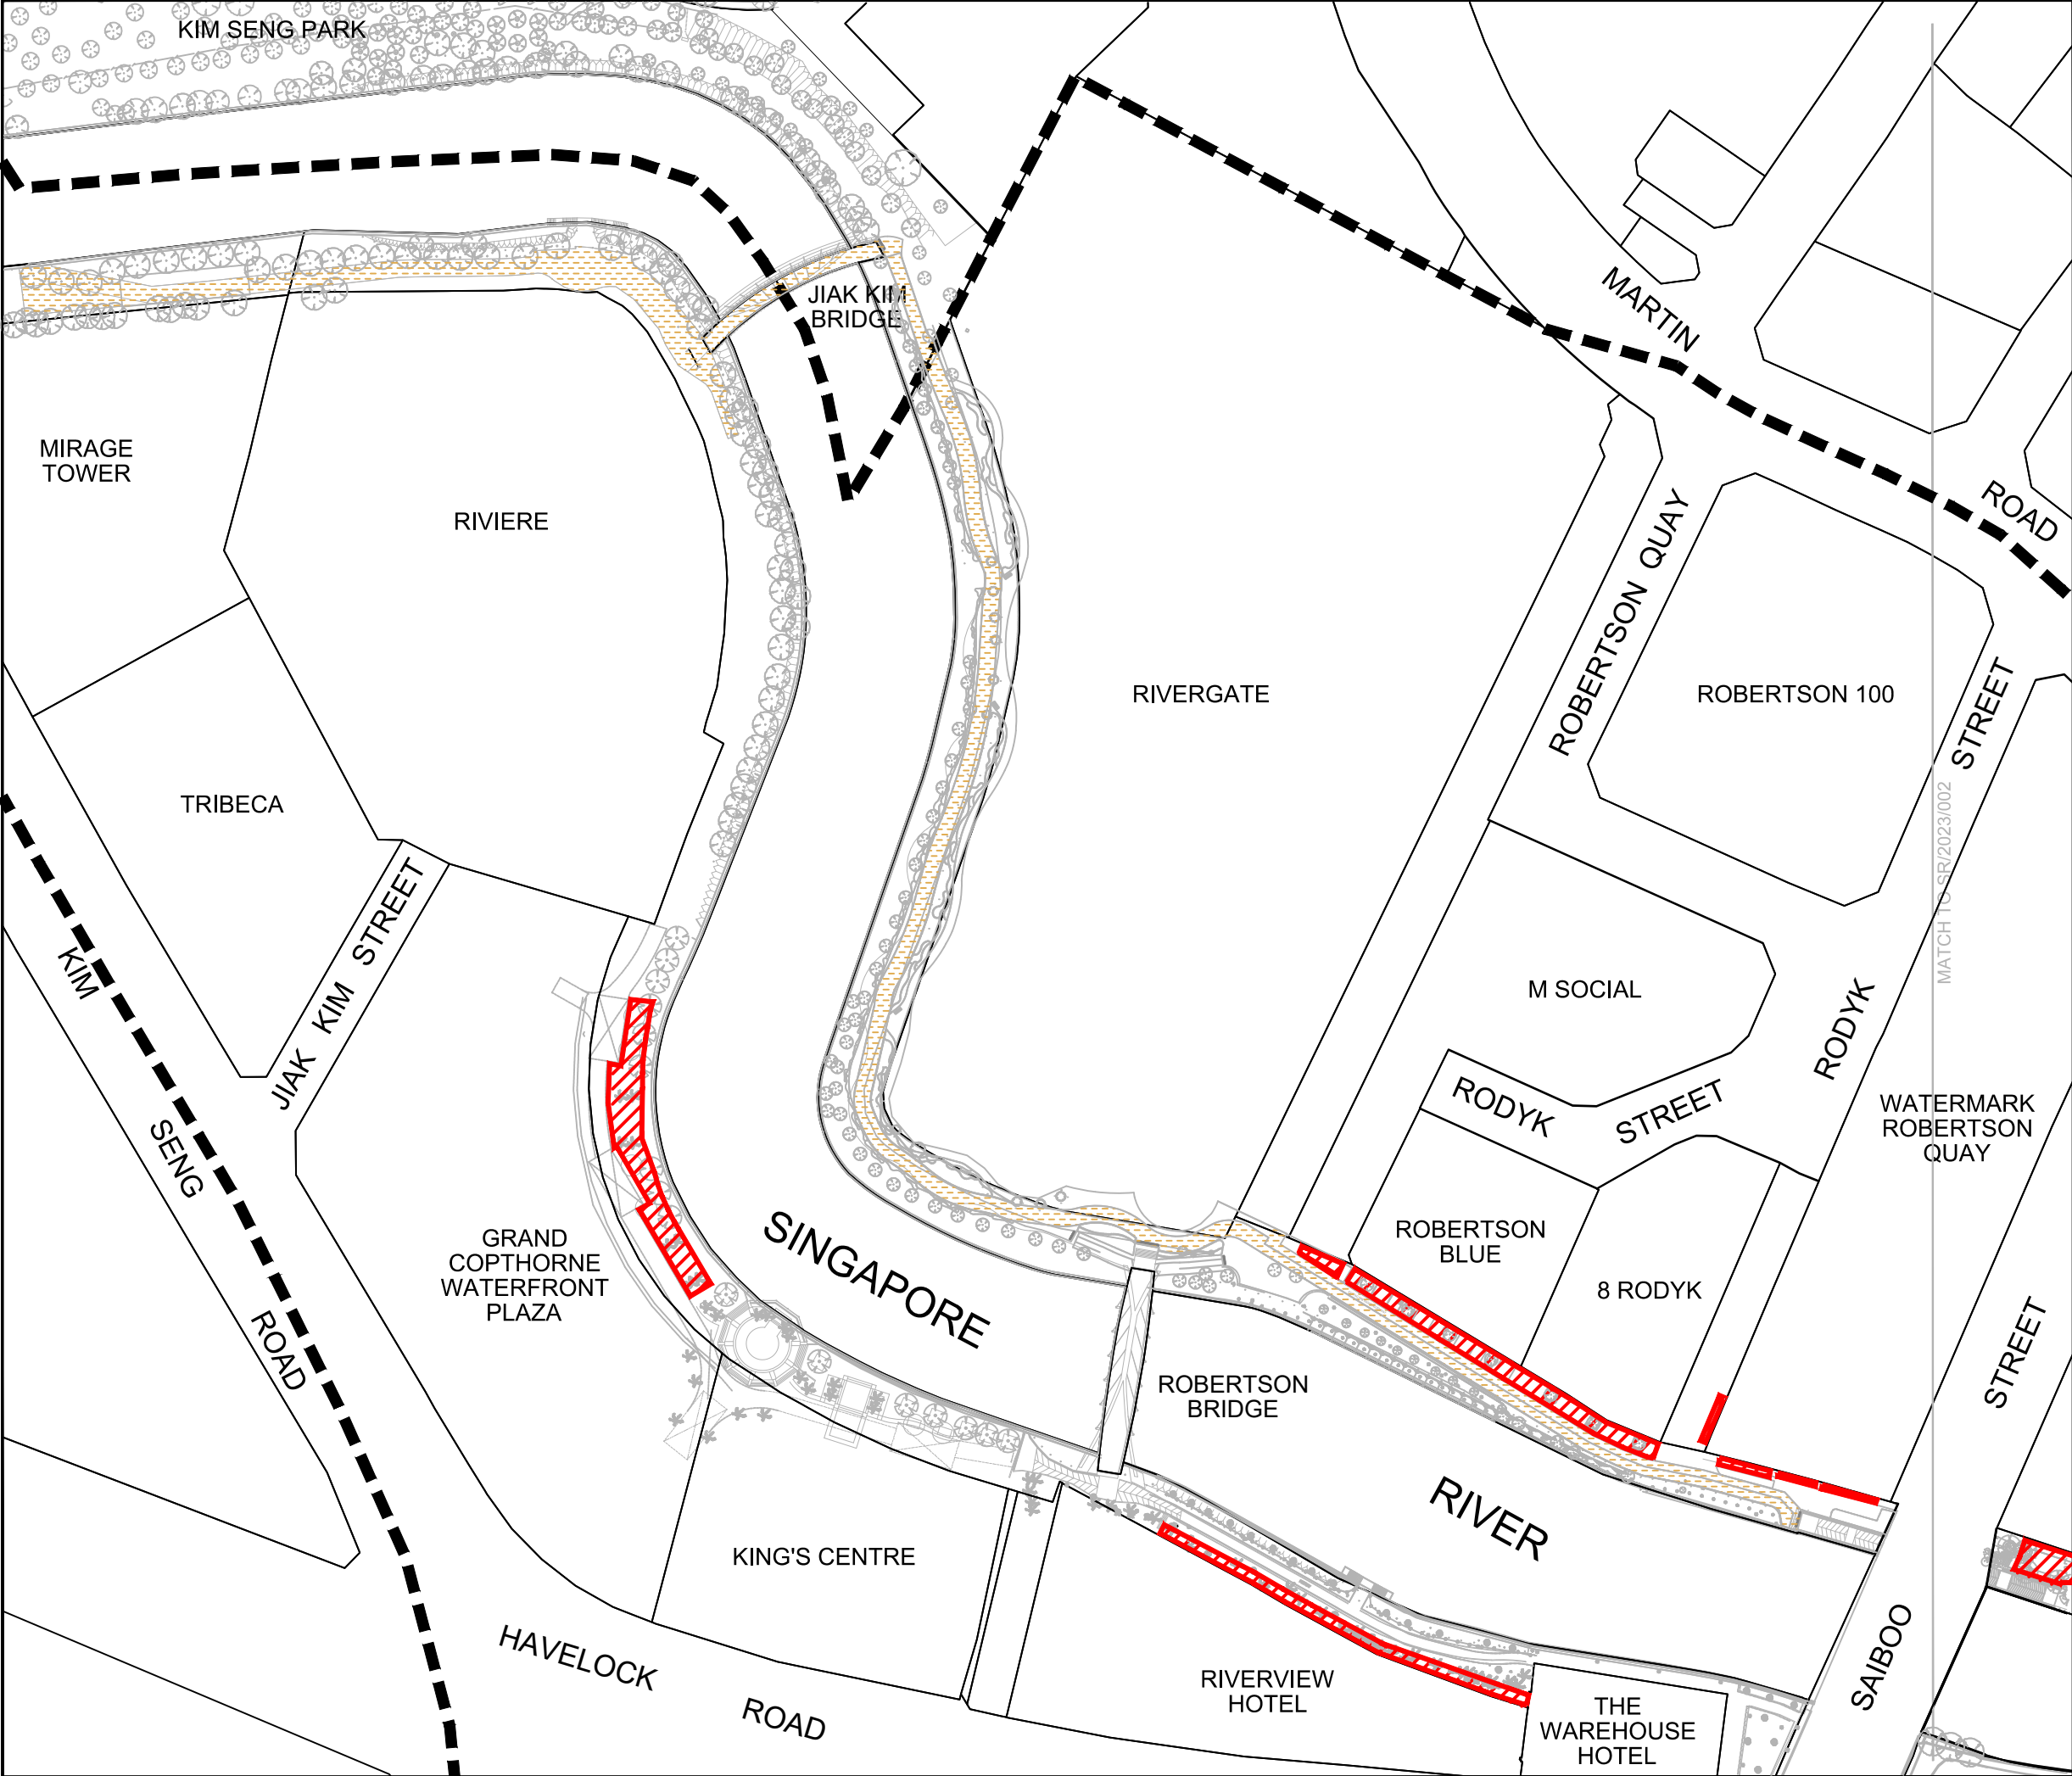 KIM SENG PARK
JIAK KIM
BRIDGE
MARTIN
ROAD
MIRAGE
TOWER
RIVIERE
ROBERTSON QUAY
RIVERGATE
ROBERTSON 100
STREET
TRIBECA
MATCH TO SR/2023/002
JIAK KIM STREET
KIM
SENG
ROAD
M SOCIAL
RODYK
RODYK
STREET
WATERMARK
ROBERTSON
QUAY
GRAND
COPTHORNE
WATERFRONT
PLAZA
SINGAPORE
ROBERTSON
BLUE
8 RODYK
ROBERTSON
BRIDGE
STREET
RIVER
KING'S CENTRE
HAVELOCK
ROAD
RIVERVIEW
HOTEL
SAIBOO
THE
WAREHOUSE
HOTEL